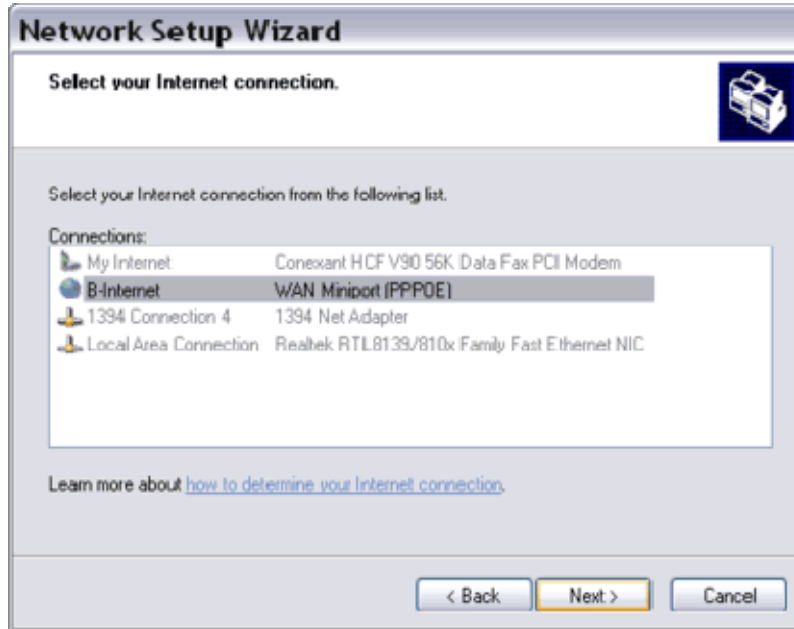 Network Setup Wizard
Select your Internet connection.
Select your Internet connection from the following list.
Connections:
My Internet Conexant HCF V90 56K Data Fax PCI Modem
B-Internet WAN Miniport (PPPOE)
1394 Connection 4 1394 Net Adapter
Local Area Connection Realtek RTL8139/810x Family Fast Ethernet NIC
Learn more about how to determine your Internet connection.
< Back Next > Cancel